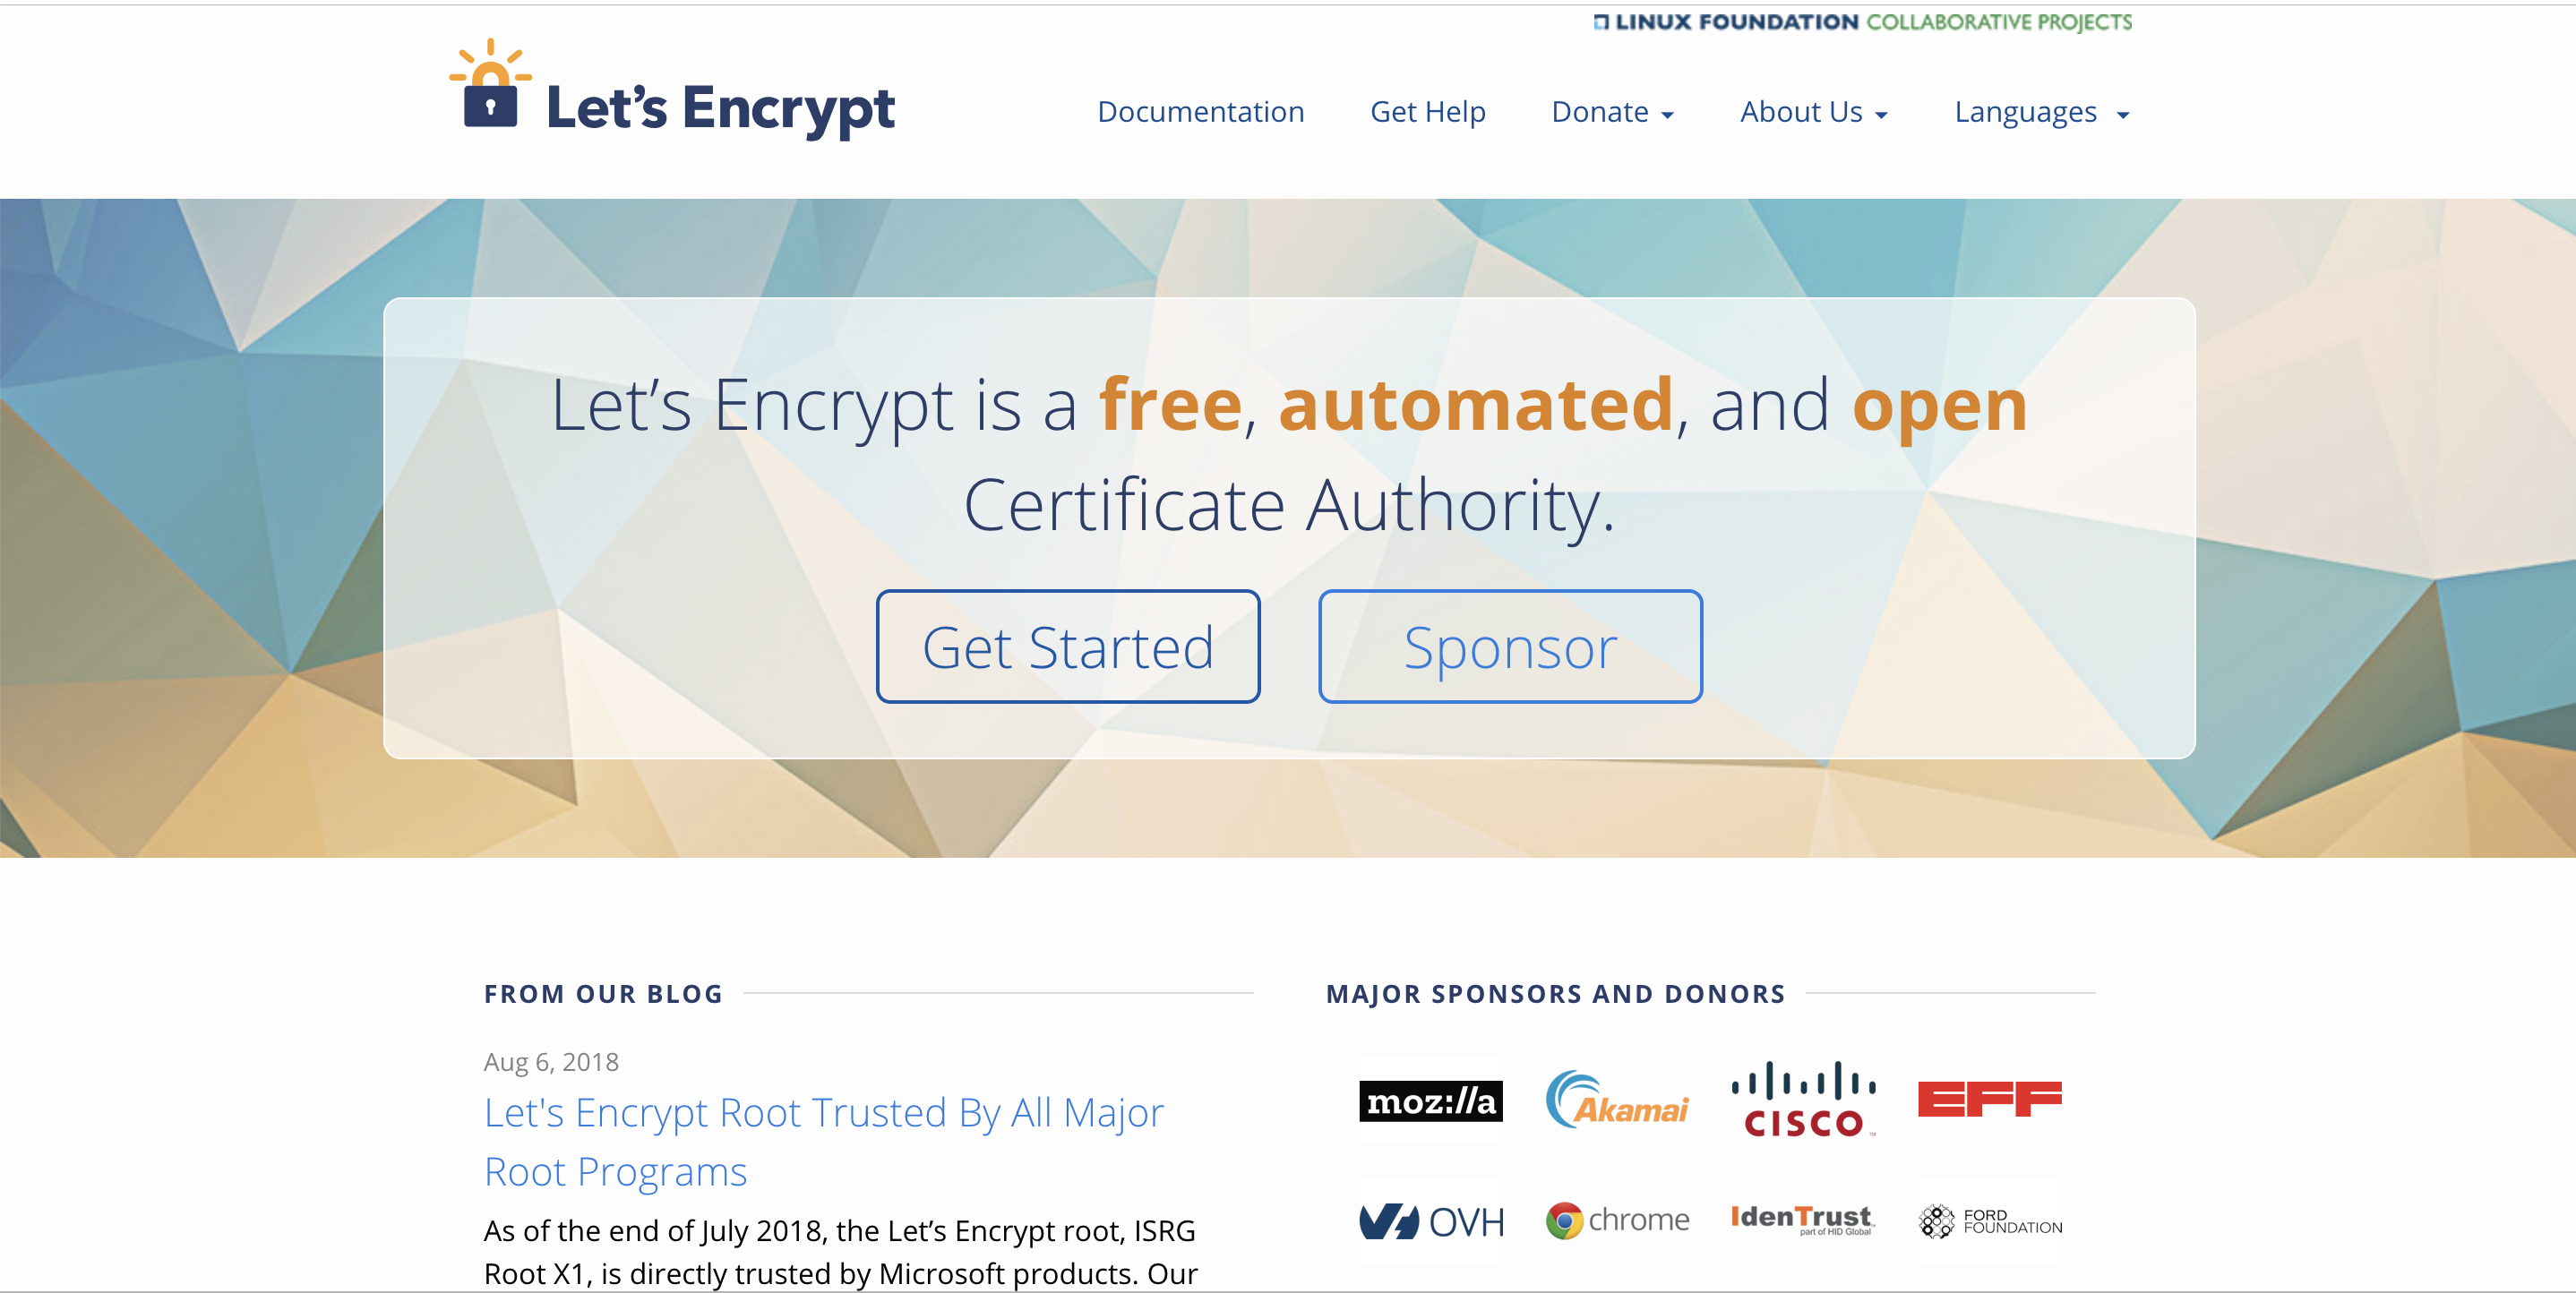 LINUX FOUNDATION COLLABORATIVE PROJECTS
Let’s Encrypt
Documentation Get Help Donate About Us Languages
Let’s Encrypt is a free, automated, and open
Certificate Authority.
Get Started Sponsor
FROM OUR BLOG
Aug 6, 2018
Let's Encrypt Root Trusted By All Major
Root Programs
As of the end of July 2018, the Let’s Encrypt root, ISRG
Root X1, is directly trusted by Microsoft products. Our
MAJOR SPONSORS AND DONORS
moz://a Akamai CISCO EFF
OVH chrome IdenTrust FORD
part of HID Global FOUNDATION